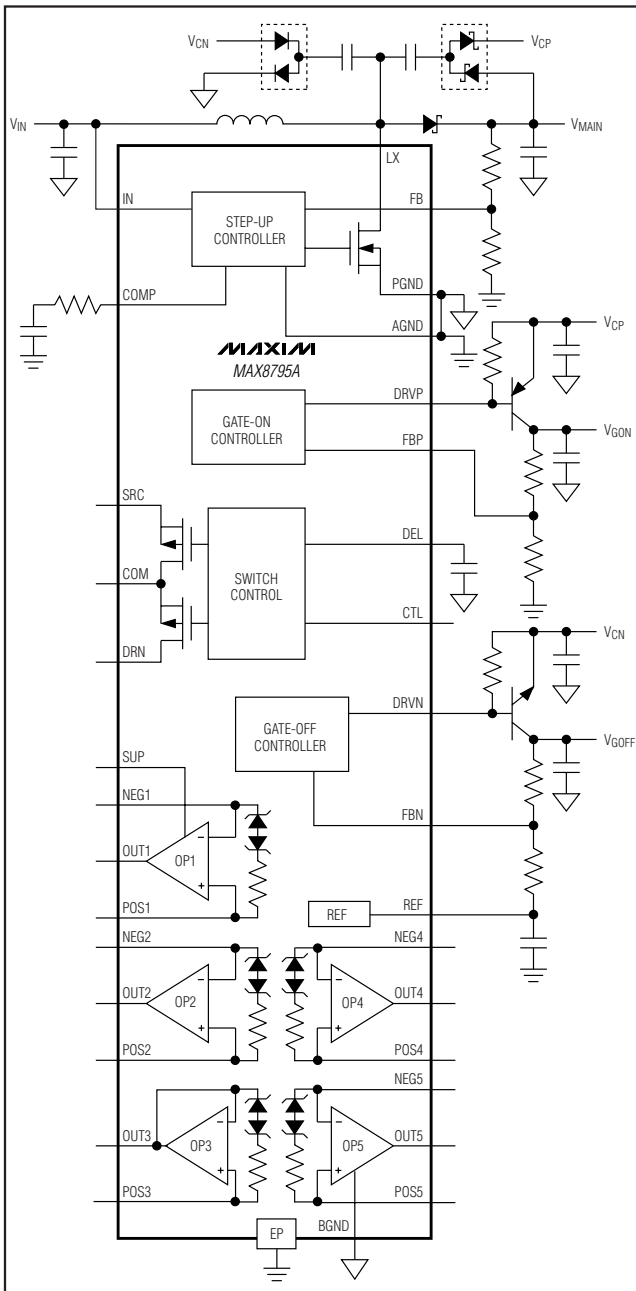 VCN
VCP
VIN
VMAIN
LX
IN
FB
STEP-UP
CONTROLLER
PGND
COMP
AGND
VCP
MAXIM
MAX8795A
DRVP
GATE-ON
CONTROLLER
VGON
FBP
SRC
DEL
COM
SWITCH
CONTROL
CTL
DRN
VCN
DRVN
GATE-OFF
CONTROLLER
VGOFF
SUP
NEG1
FBN
-
OUT1
OP1
+
POS1
REF
REF
NEG2
NEG4
-
-
OUT2
OP2
OP4
OUT4
+
+
POS2
POS4
NEG5
-
-
OUT3
OP3
OP5
OUT5
+
+
POS3
POS5
EP
BGND